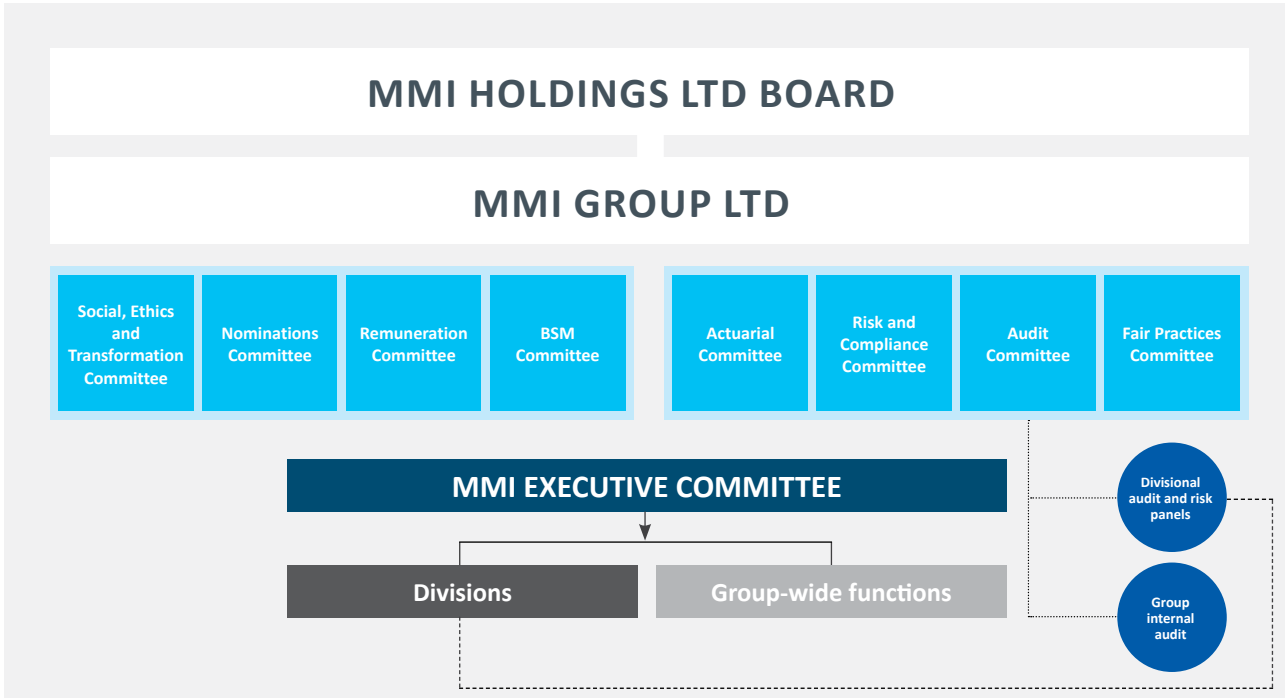 MMI HOLDINGS LTD BOARD
MMI GROUP LTD
Social, Ethics
and
Transformation
Committee
Nominations
Committee
Remuneration
Committee
BSM
Committee
Actuarial
Committee
Risk and
Compliance
Committee
Audit
Committee
Fair Practices
Committee
MMI EXECUTIVE COMMITTEE
Divisional
audit and risk
panels
Divisions
Group-wide functions
Group
internal
audit